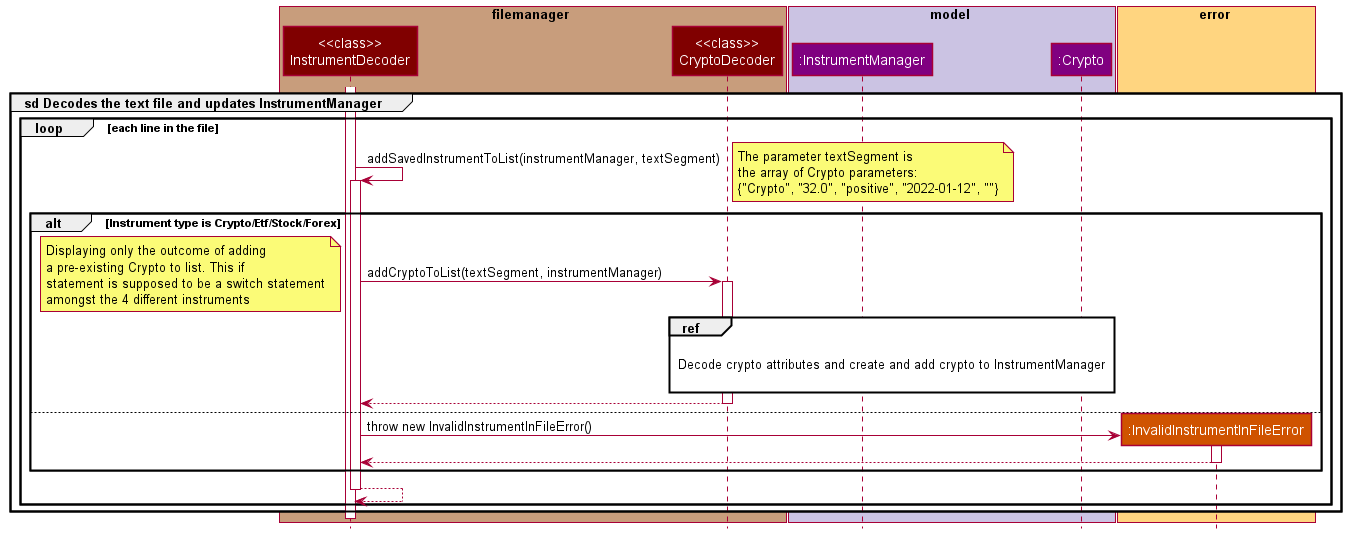 filemanager
model
error
<<class>>
InstrumentDecoder
<<class>>
CryptoDecoder
:InstrumentManager
:Crypto
sd Decodes the text file and updates InstrumentManager
loop
[each line in the file]
addSavedInstrumentToList(instrumentManager, textSegment)
The parameter textSegment is
the array of Crypto parameters:
{"Crypto", "32.0", "positive", "2022-01-12", ""}
alt
[Instrument type is Crypto/Etf/Stock/Forex]
Displaying only the outcome of adding
a pre-existing Crypto to list. This if
statement is supposed to be a switch statement
amongst the 4 different instruments
addCryptoToList(textSegment, instrumentManager)
ref
Decode crypto attributes and create and add crypto to InstrumentManager
throw new InvalidInstrumentInFileError()
:InvalidInstrumentInFileError